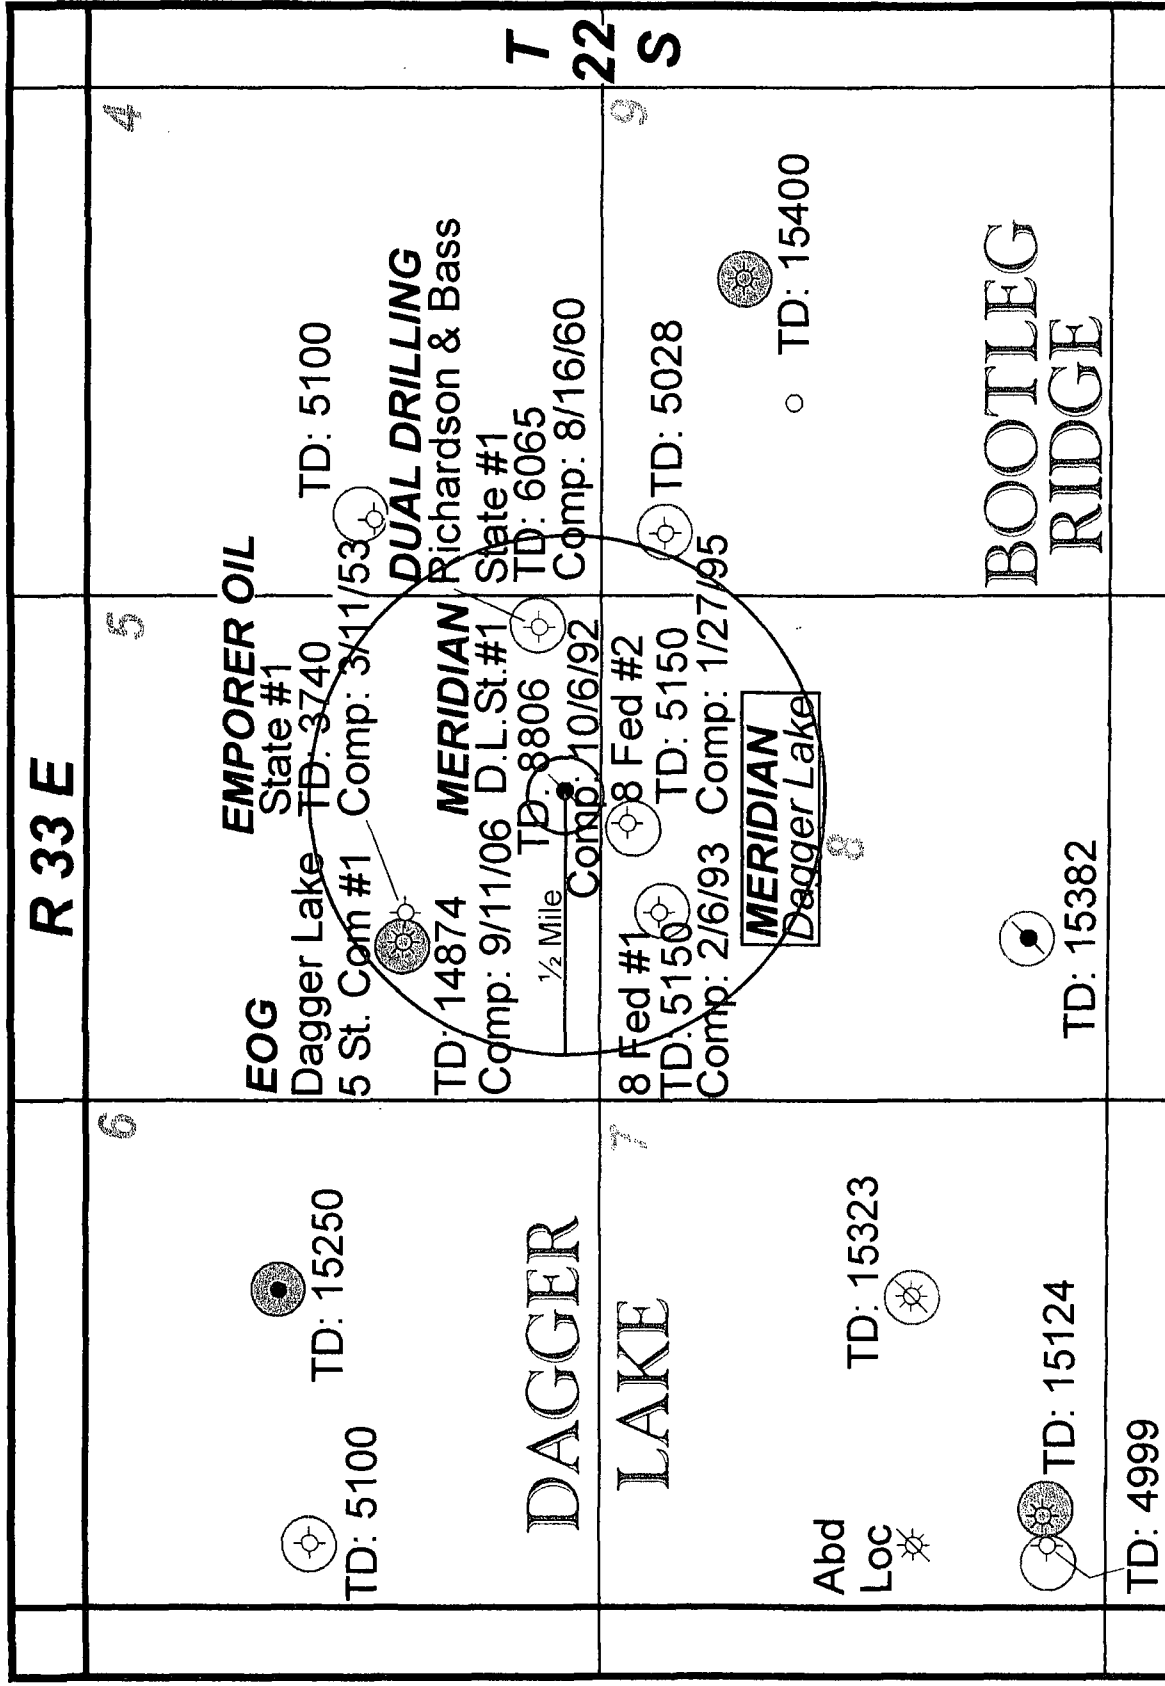 R 33 E
T
22
S
6
5
4
EMPORER OIL
State #1
TD: 3740
Comp: 3/11/53
TD: 5100
EOG
Dagger Lake
5 St. Com #1
TD: 14874
Comp: 9/11/06
MERIDIAN
D.L.St.#1
TD: 8806
Comp: 10/6/92
DUAL DRILLING
Richardson & Bass
State #1
TD: 6065
Comp: 8/16/60
½ Mile
TD: 15250
TD: 5100
DAGGER
LAKE
7
8
9
8 Fed #1
TD: 5150
Comp: 2/6/93
8 Fed #2
TD: 5150
Comp: 1/27/95
MERIDIAN
Dagger Lake
TD: 5028
TD: 15400
BOOTLEG
RIDGE
TD: 15323
Abd
Loc
TD: 15124
TD: 4999
TD: 15382